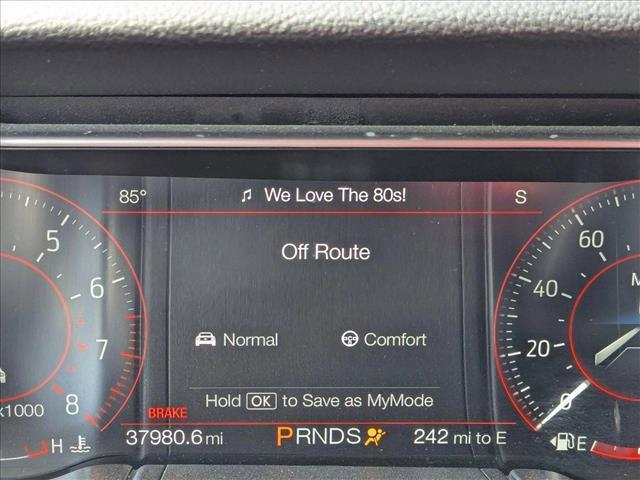 85° We Love The 80s! S
Off Route
5
60
6
40
7
Normal Comfort
20
8
x1000
Hold OK to Save as MyMode
0
BRAKE
H 37980.6 mi PRNDS 242 mi to E E